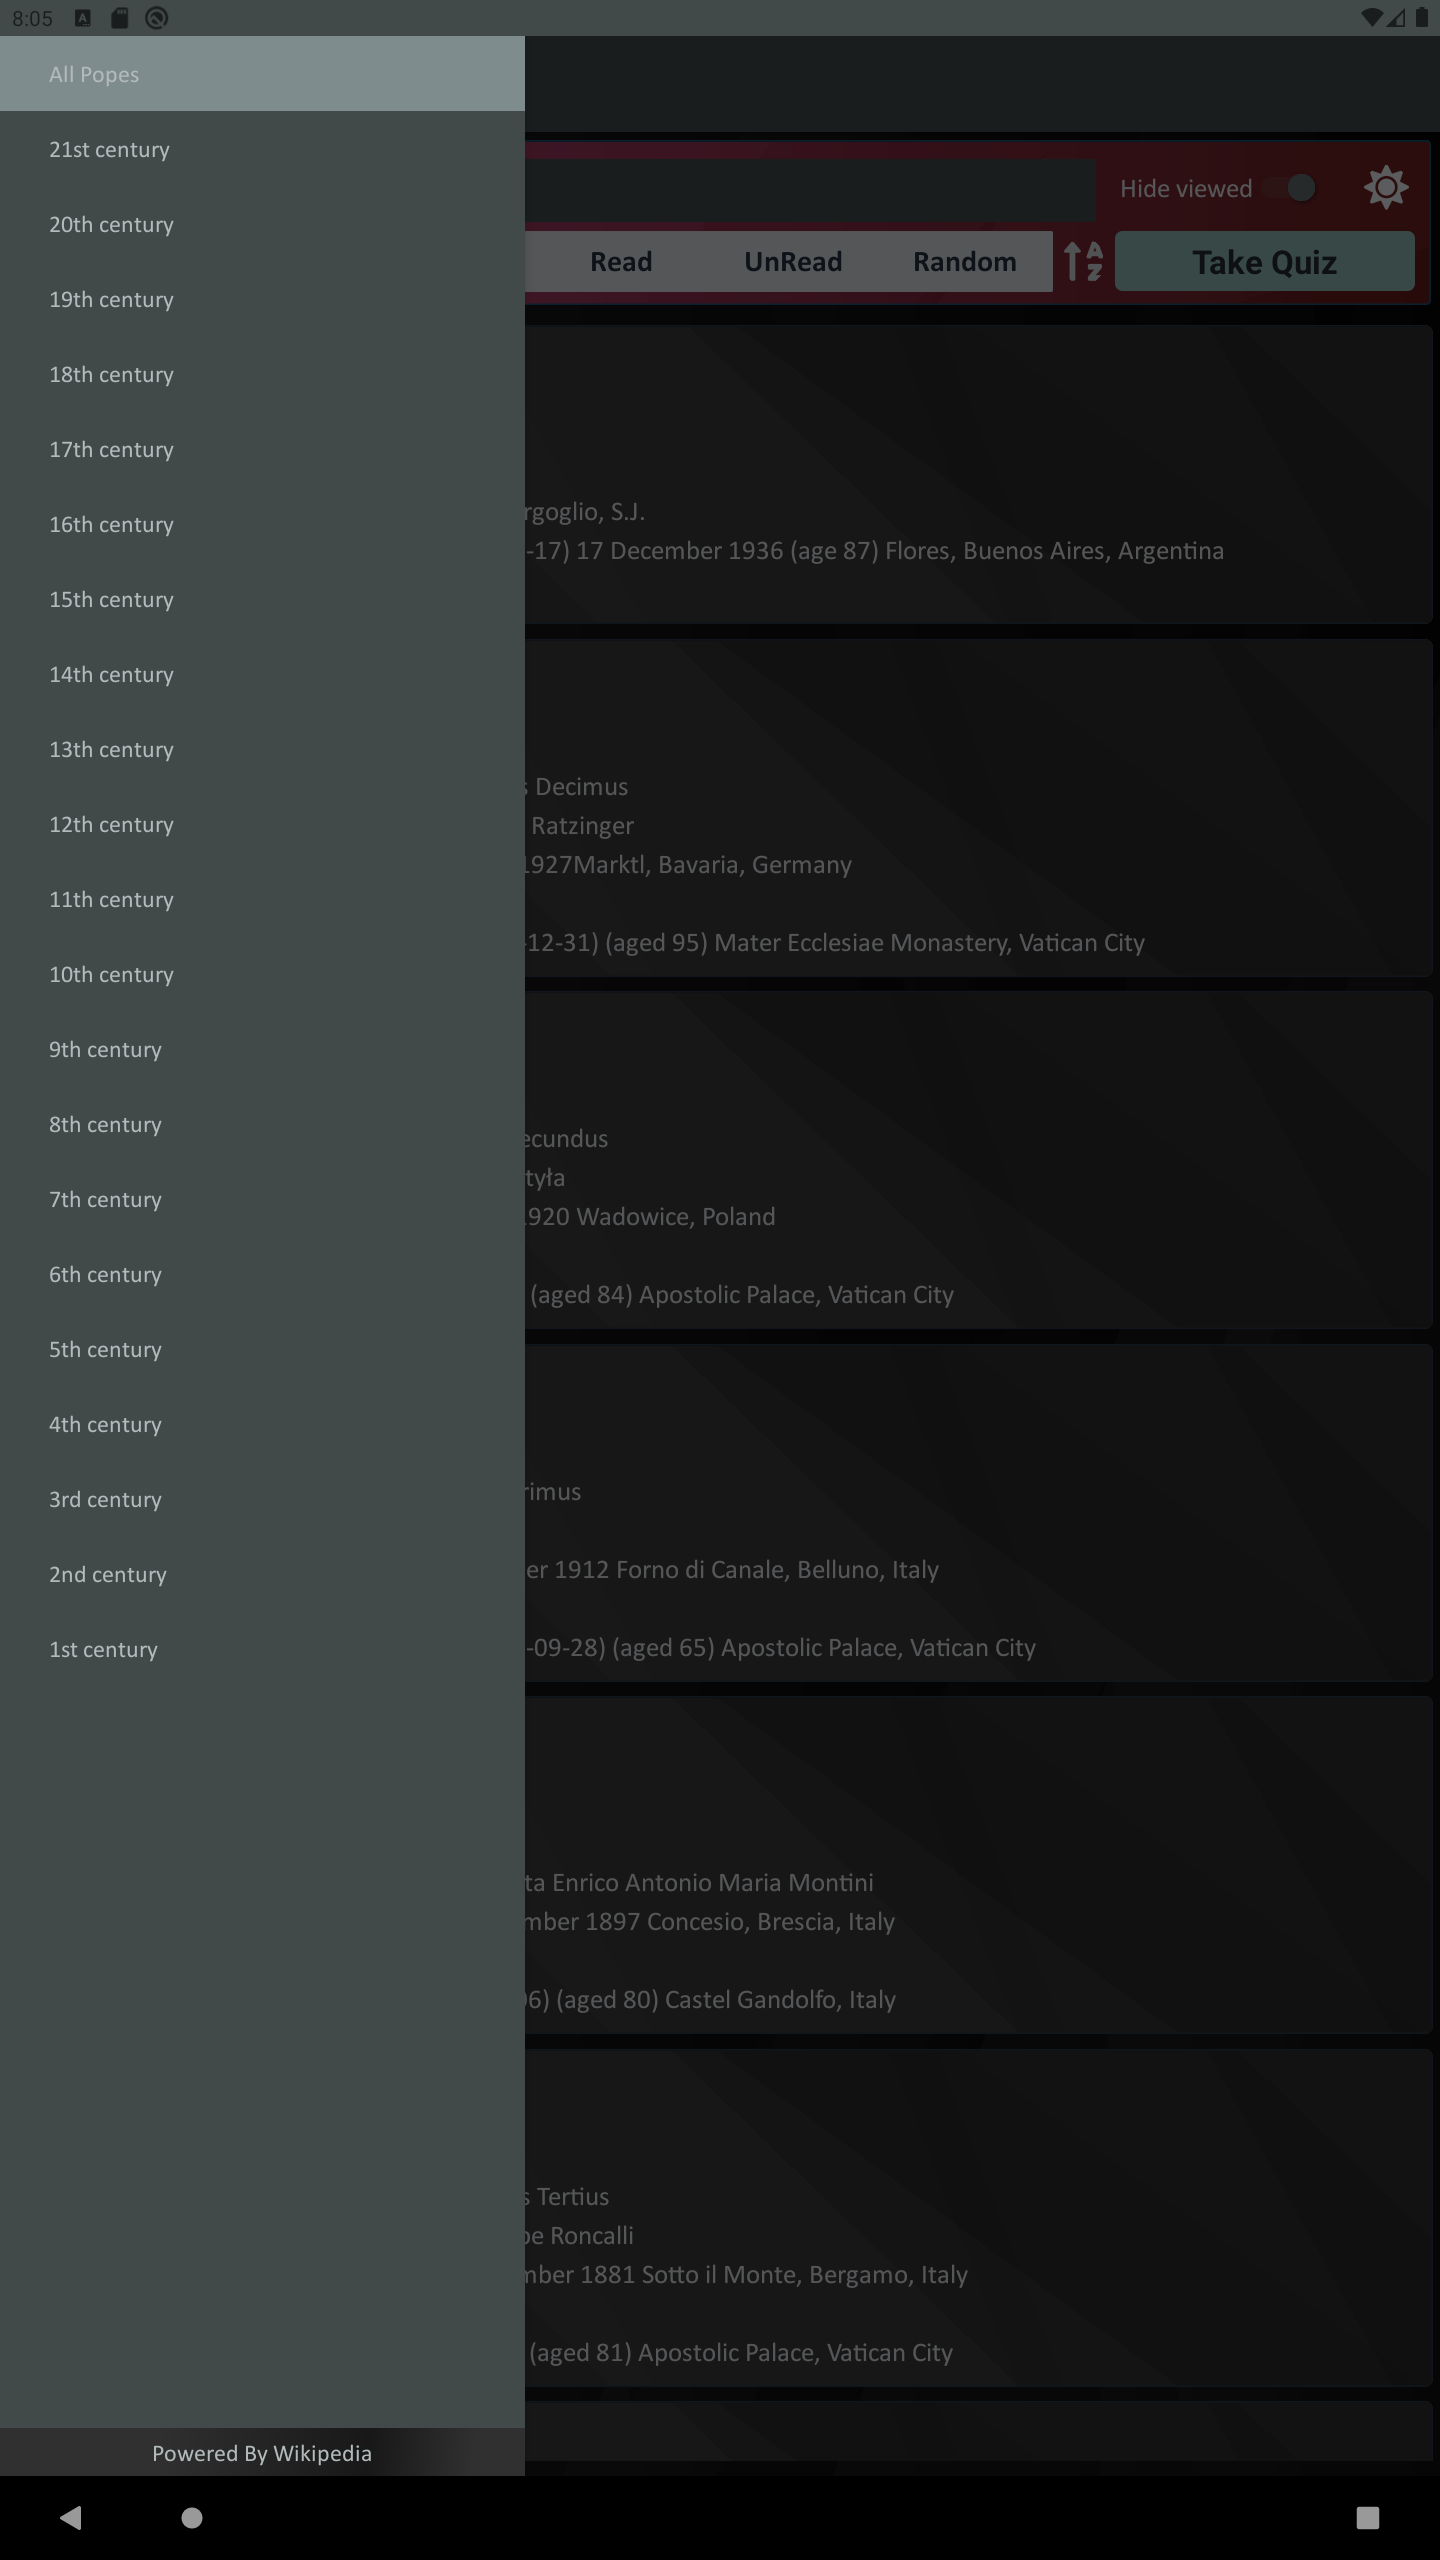 8:05
All Popes
21st century
20th century
19th century
18th century
17th century
16th century
15th century
14th century
13th century
12th century
11th century
10th century
9th century
8th century
7th century
6th century
5th century
4th century
3rd century
2nd century
1st century
Powered By Wikipedia
Hide viewed
Read UnRead Random
Take Quiz
rgoglio, S.J.
-17) 17 December 1936 (age 87) Flores, Buenos Aires, Argentina
s Decimus
Ratzinger
1927Marktl, Bavaria, Germany
-12-31) (aged 95) Mater Ecclesiae Monastery, Vatican City
ecundus
tyła
1920 Wadowice, Poland
(aged 84) Apostolic Palace, Vatican City
rimus
er 1912 Forno di Canale, Belluno, Italy
-09-28) (aged 65) Apostolic Palace, Vatican City
ta Enrico Antonio Maria Montini
mber 1897 Concesio, Brescia, Italy
06) (aged 80) Castel Gandolfo, Italy
s Tertius
pe Roncalli
mber 1881 Sotto il Monte, Bergamo, Italy
(aged 81) Apostolic Palace, Vatican City